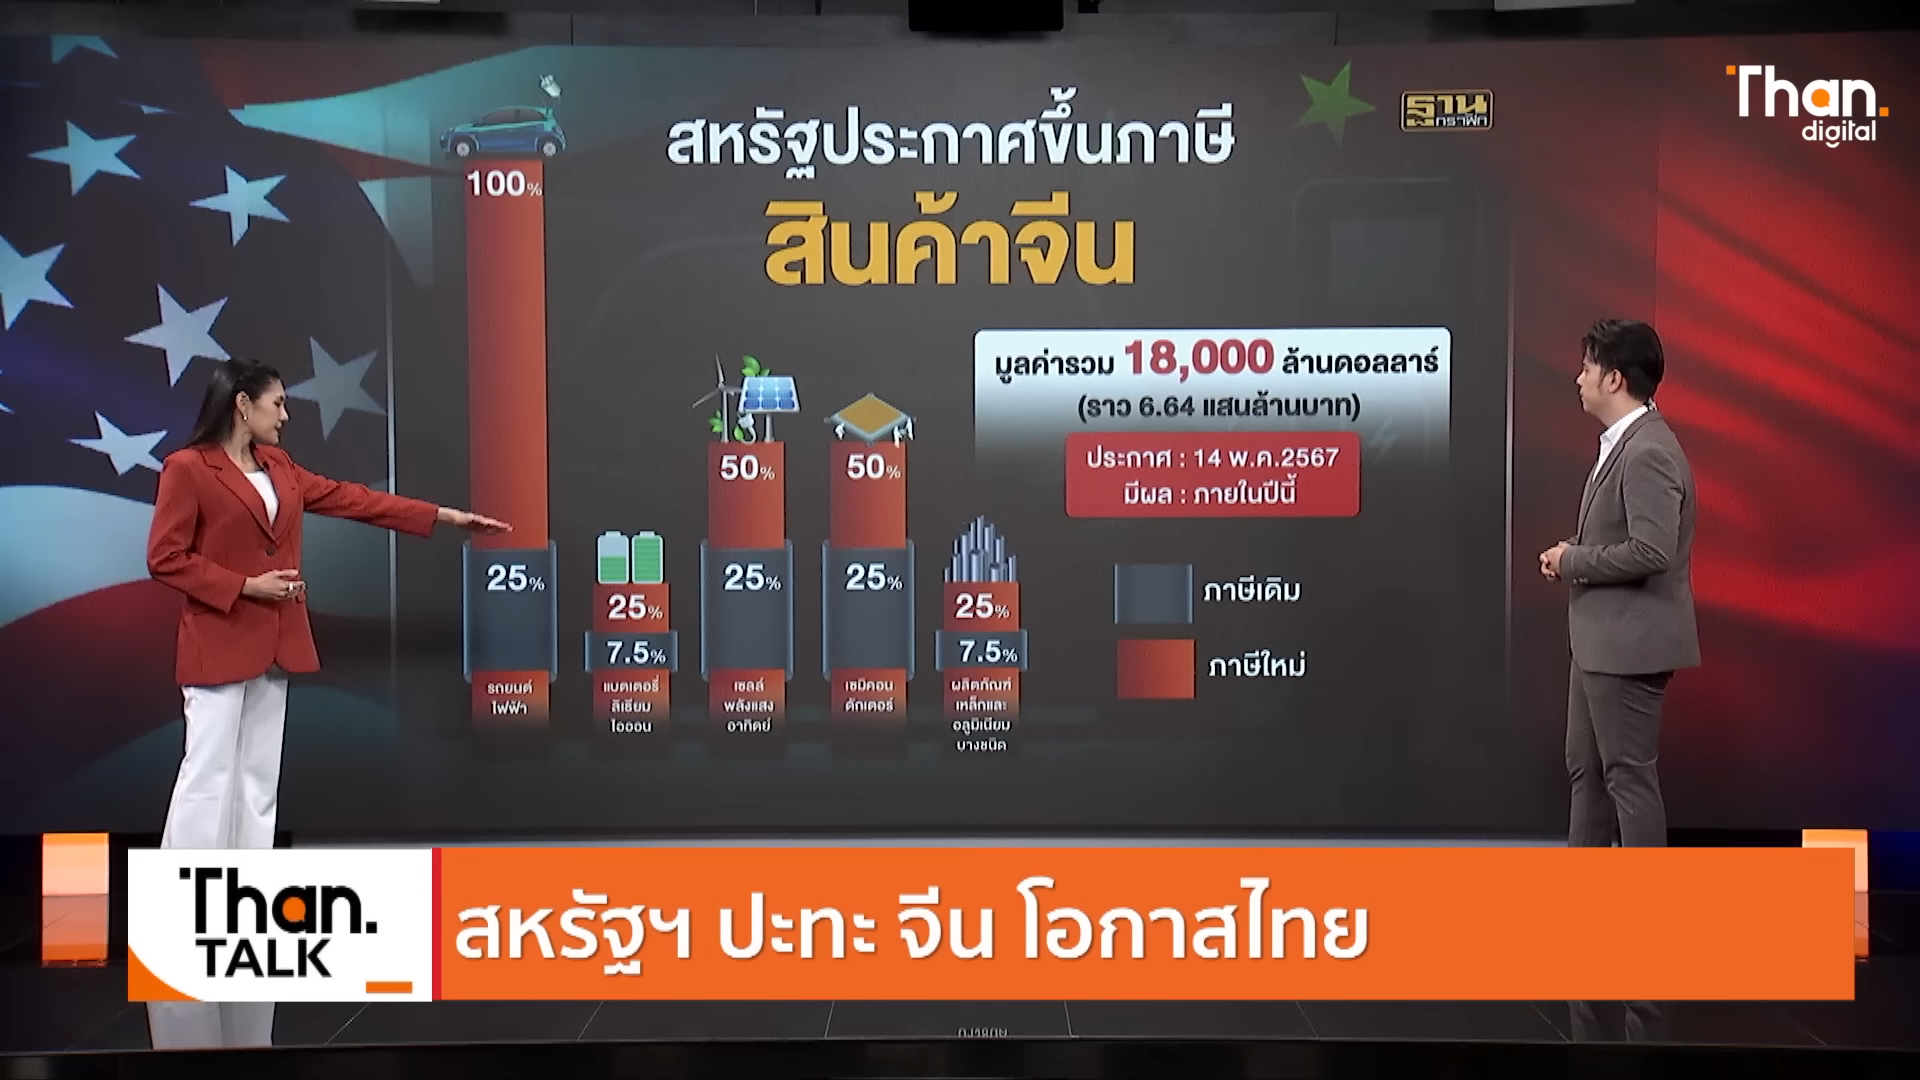 Than.
digital
ฐาน
กราฟิก
สหรัฐประกาศขึ้นภาษี
สินค้าจีน
มูลค่ารวม 18,000 ล้านดอลลาร์
(ราว 6.64 แสนล้านบาท)
ประกาศ : 14 พ.ค.2567
มีผล : ภายในปีนี้
ภาษีเดิม
ภาษีใหม่
100%
25%
รถยนต์
ไฟฟ้า
25%
7.5%
แบตเตอรี่
ลิเธียม
ไอออน
50%
25%
เซลล์
พลังแสง
อาทิตย์
50%
25%
เซมิคอน
ดักเตอร์
25%
7.5%
ผลิตภัณฑ์
เหล็กและ
อลูมิเนียม
บางชนิด
Than.
TALK
สหรัฐฯ ปะทะ จีน โอกาสไทย